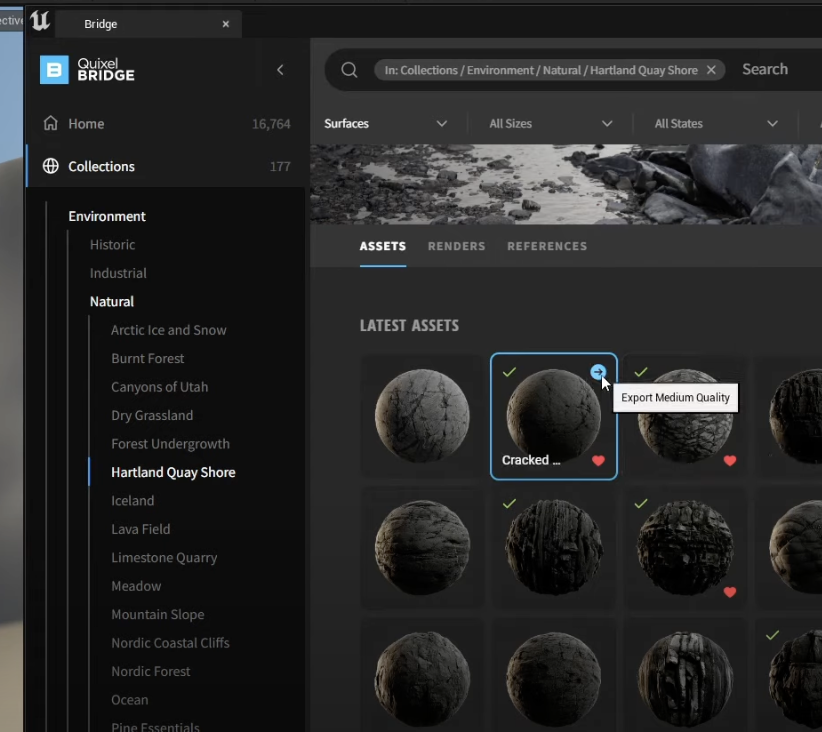 ective
Bridge
Quixel
BRIDGE
In: Collections / Environment / Natural / Hartland Quay Shore
Search
Home 16,764
Surfaces
All Sizes
All States
Collections 177
Environment
Historic
Industrial
Natural
Arctic Ice and Snow
Burnt Forest
Canyons of Utah
Dry Grassland
Forest Undergrowth
Hartland Quay Shore
Iceland
Lava Field
Limestone Quarry
Meadow
Mountain Slope
Nordic Coastal Cliffs
Nordic Forest
Ocean
Pine Essentials
ASSETS RENDERS REFERENCES
LATEST ASSETS
Export Medium Quality
Cracked ...